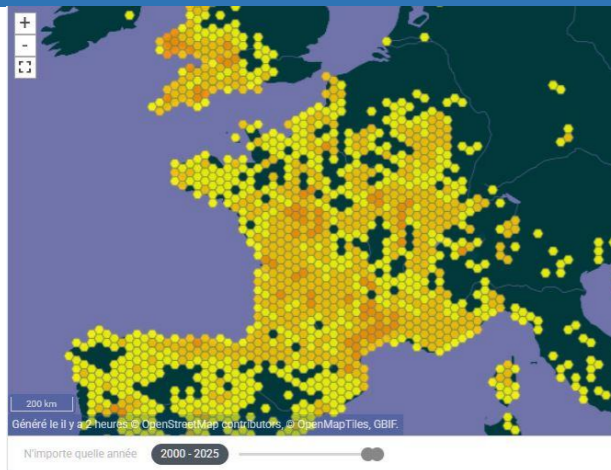 +
-
200 km
Généré le il y a 2 heures © OpenStreetMap contributors, © OpenMapTiles, GBIF.
N'importe quelle année 2000 - 2025